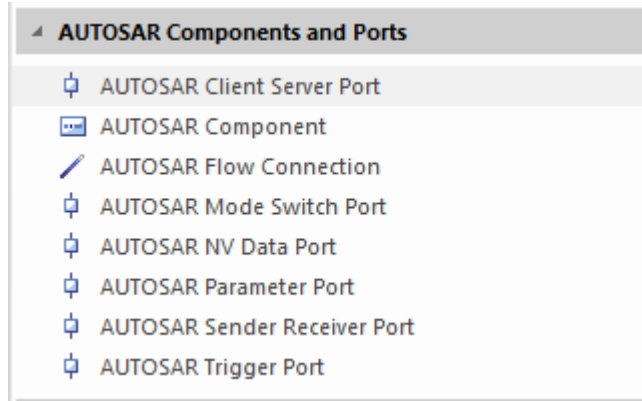 AUTOSAR Components and Ports
AUTOSAR Client Server Port
AUTOSAR Component
AUTOSAR Flow Connection
AUTOSAR Mode Switch Port
AUTOSAR NV Data Port
AUTOSAR Parameter Port
AUTOSAR Sender Receiver Port
AUTOSAR Trigger Port